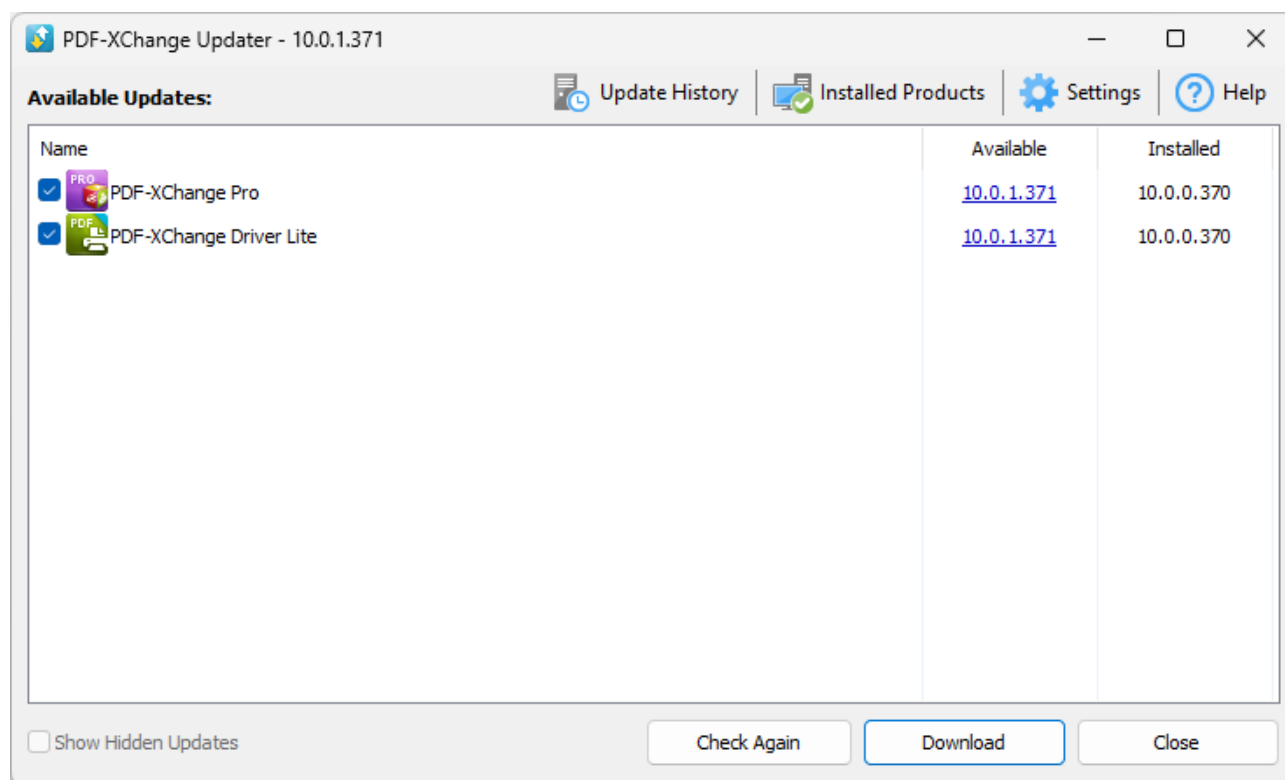 PDF-XChange Updater - 10.0.1.371
Available Updates: Update History Installed Products Settings ? Help
Name Available Installed
PRO PDF-XChange Pro 10.0.1.371 10.0.0.370
PDF PDF-XChange Driver Lite 10.0.1.371 10.0.0.370
Show Hidden Updates Check Again Download Close